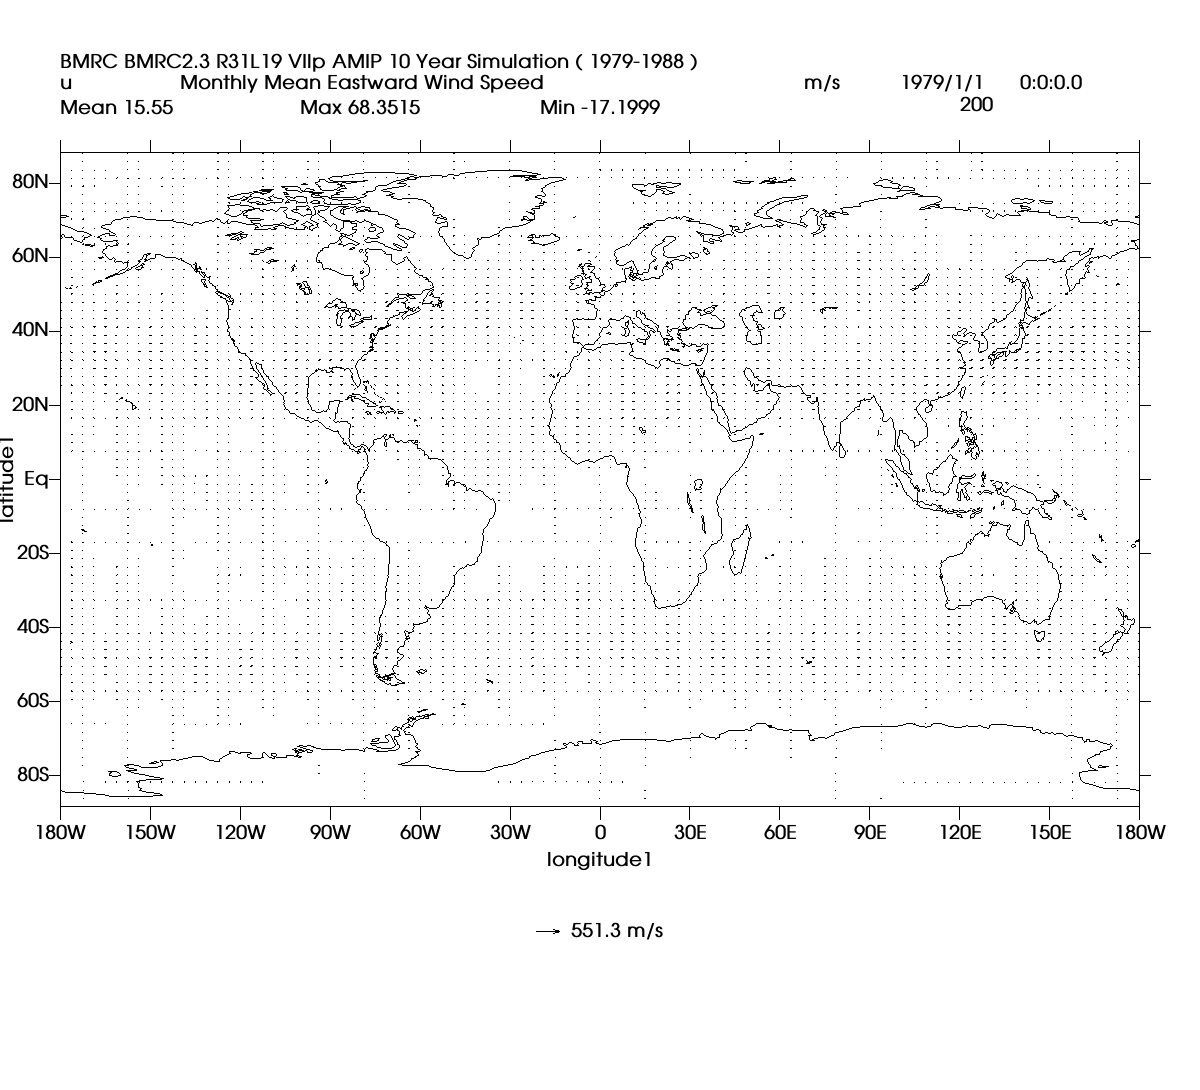 BMRC BMRC2.3 R31L19 VIIp AMIP 10 Year Simulation ( 1979-1988 )
u Monthly Mean Eastward Wind Speed m/s 1979/1/1 0:0:0.0
Mean 15.55 Max 68.3515 Min -17.1999 200
80N
60N
40N
20N
Eq
20S
40S
60S
80S
latitude1
180W 150W 120W 90W 60W 30W 0 30E 60E 90E 120E 150E 180W
longitude1
551.3 m/s